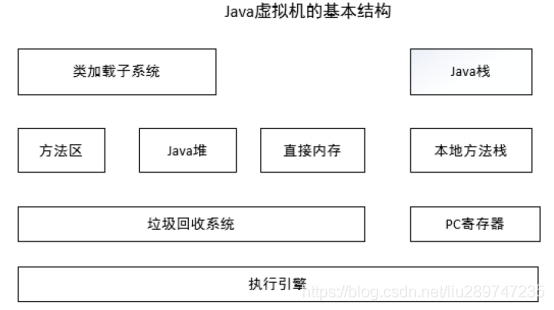 Java虚拟机的基本结构
类加载子系统
Java栈
方法区
Java堆
直接内存
本地方法栈
垃圾回收系统
PC寄存器
执行引擎
https://blog.csdn.net/liu289747235